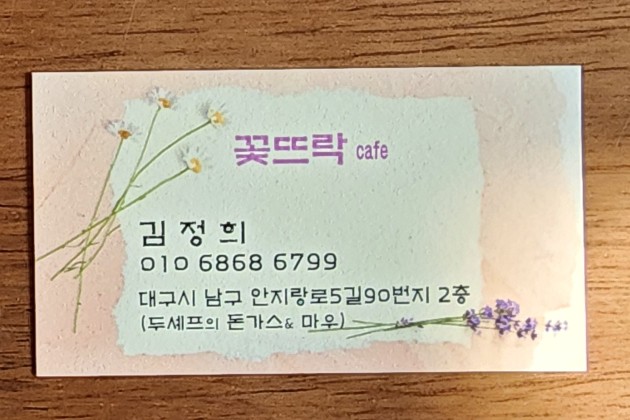 꽃뜨락 cafe
김정희
010 6868 6799
대구시 남구 안지랑로5길90번지 2층
(두셰프의 돈가스& 마우)